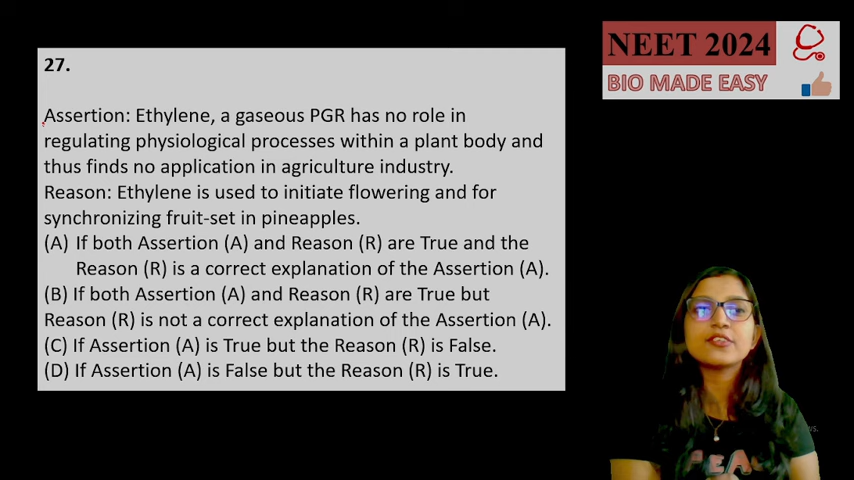 NEET 2024
BIO MADE EASY
27.
Assertion: Ethylene, a gaseous PGR has no role in
regulating physiological processes within a plant body and
thus finds no application in agriculture industry.
Reason: Ethylene is used to initiate flowering and for
synchronizing fruit-set in pineapples.
(A) If both Assertion (A) and Reason (R) are True and the
Reason (R) is a correct explanation of the Assertion (A).
(B) If both Assertion (A) and Reason (R) are True but
Reason (R) is not a correct explanation of the Assertion (A).
(C) If Assertion (A) is True but the Reason (R) is False.
(D) If Assertion (A) is False but the Reason (R) is True.